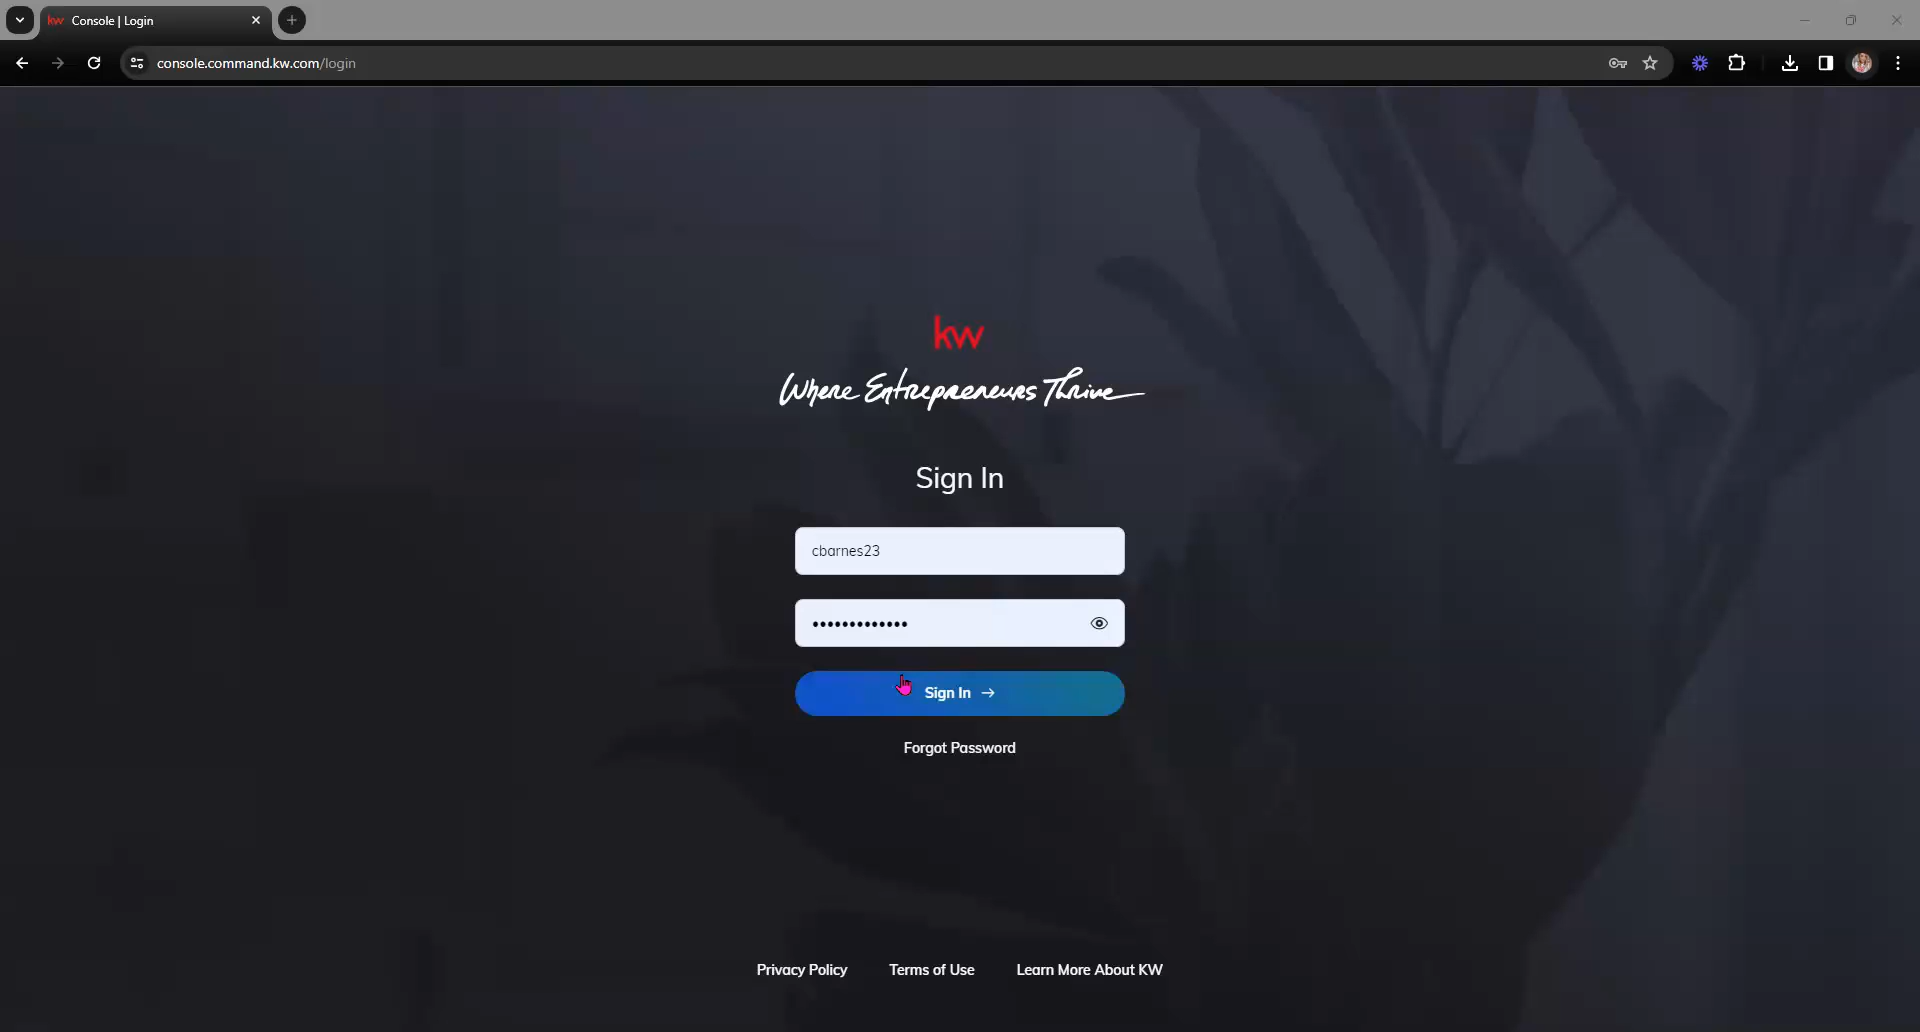 kw Console | Login
console.command.kw.com/login
kw
Where Entrepreneurs Thrive
Sign In
cbarnes23
•••••••••••••
Sign In →
Forgot Password
Privacy Policy Terms of Use Learn More About KW